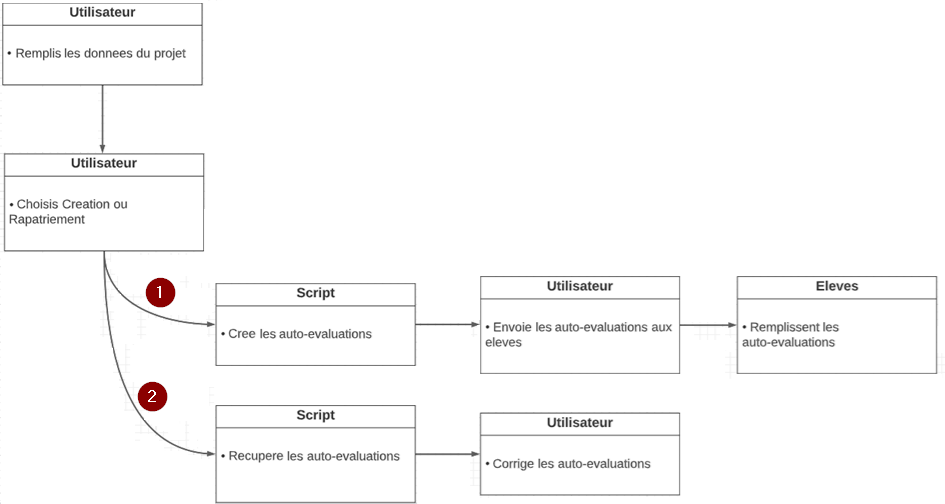 Utilisateur
• Remplis les donnees du projet
Utilisateur
• Choisis Creation ou
Rapatriement
1
Script
• Cree les auto-evaluations
Utilisateur
• Envoie les auto-evaluations aux
eleves
Eleves
• Remplissent les
auto-evaluations
2
Script
• Recupere les auto-evaluations
Utilisateur
• Corrige les auto-evaluations